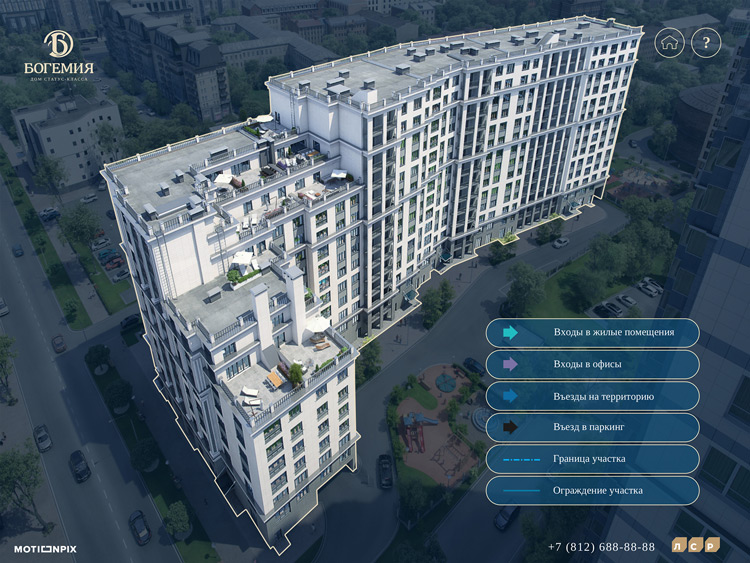 Б
БОГЕМИЯ
ДОМ СТАТУС-КЛАССА
?
Входы в жилые помещения
Входы в офисы
Въезды на территорию
Въезд в паркинг
Граница участка
Ограждение участка
MOTIONPIX
+7 (812) 688-88-88
ЛСР